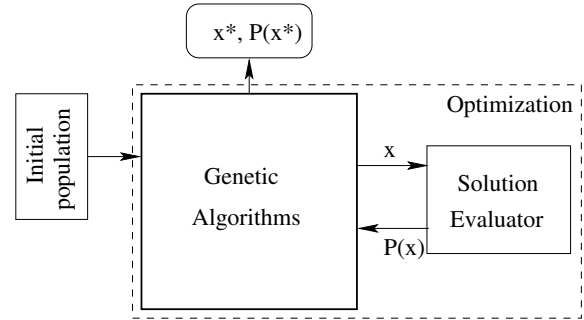 x*, P(x*)
Optimization
Initial
population
Genetic
Algorithms
x
Solution
Evaluator
P(x)